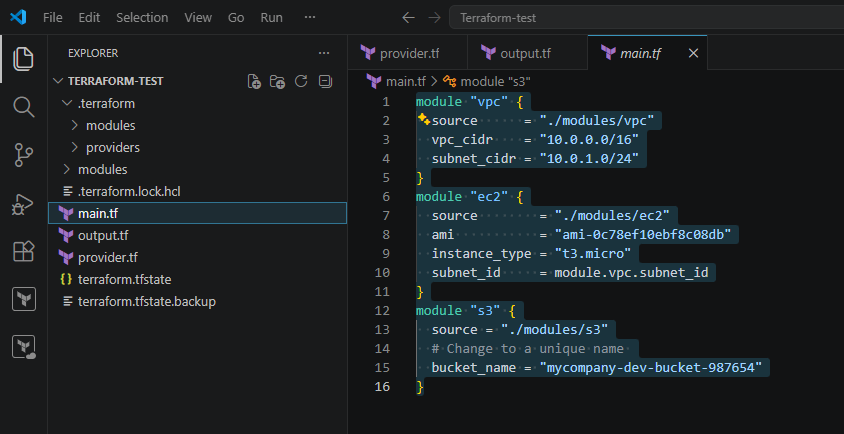 File Edit Selection View Go Run ··· ← → Terraform-test
EXPLORER ···
TERRAFORM-TEST
.terraform
modules
providers
modules
.terraform.lock.hcl
main.tf
output.tf
provider.tf
{} terraform.tfstate
terraform.tfstate.backup
provider.tf output.tf main.tf ×
main.tf > module "s3"
1 module "vpc" {
2 source = "./modules/vpc"
3 vpc_cidr = "10.0.0.0/16"
4 subnet_cidr = "10.0.1.0/24"
5 }
6 module "ec2" {
7 source = "./modules/ec2"
8 ami = "ami-0c78ef10ebf8c08db"
9 instance_type = "t3.micro"
10 subnet_id = module.vpc.subnet_id
11 }
12 module "s3" {
13 source = "./modules/s3"
14 # Change to a unique name
15 bucket_name = "mycompany-dev-bucket-987654"
16 }